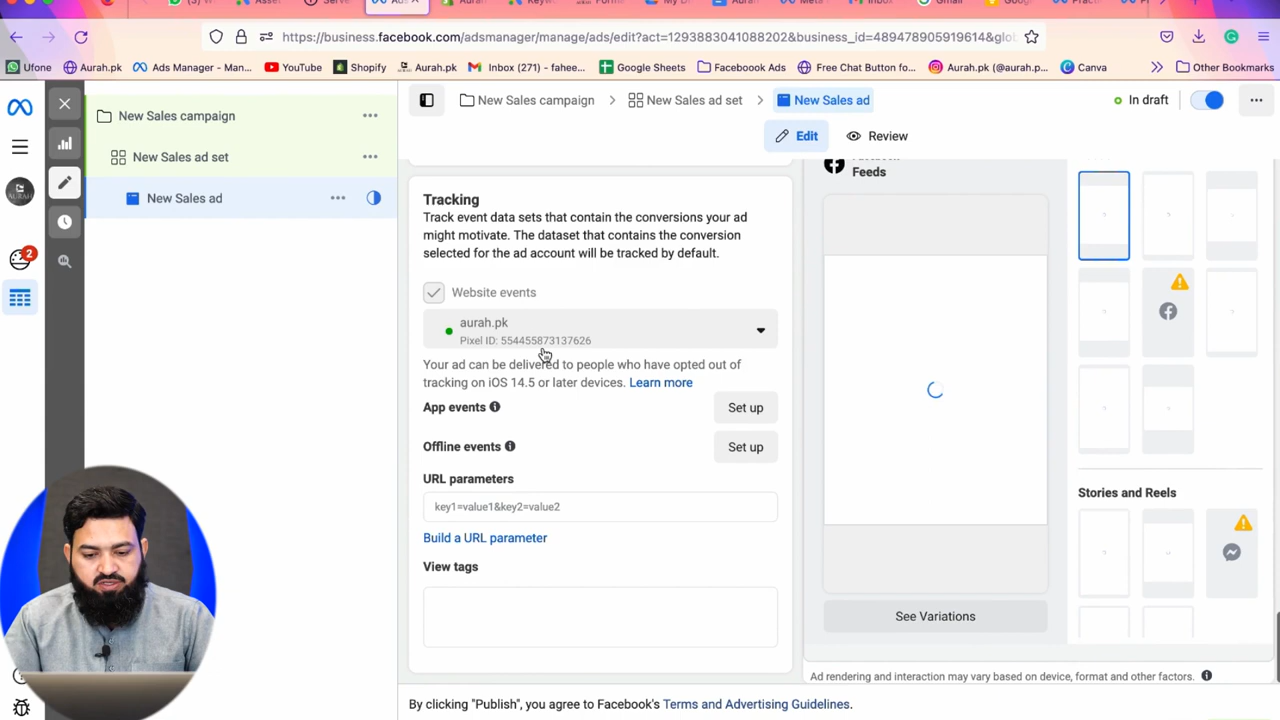 https://business.facebook.com/adsmanager/manage/ads/edit?act=1293883041088202&business_id=489478905919614&glo
Ufone
Aurah.pk
Ads Manager - Man...
YouTube
Shopify
Aurah.pk
Inbox (271) - fahee...
Google Sheets
Faceboook Ads
Free Chat Button fo...
Aurah.pk (@aurah.p...
Canva
Other Bookmarks
New Sales campaign
New Sales ad set
New Sales ad
New Sales campaign
New Sales ad set
New Sales ad
In draft
Edit
Review
2
Tracking
Track event data sets that contain the conversions your ad
might motivate. The dataset that contains the conversion
selected for the ad account will be tracked by default.
Website events
aurah.pk
Pixel ID: 554455873137626
Your ad can be delivered to people who have opted out of
tracking on iOS 14.5 or later devices. Learn more
App events
Set up
Offline events
Set up
URL parameters
key1=value1&key2=value2
Build a URL parameter
View tags
Feeds
See Variations
Stories and Reels
Ad rendering and interaction may vary based on device, format and other factors.
By clicking "Publish", you agree to Facebook's Terms and Advertising Guidelines.